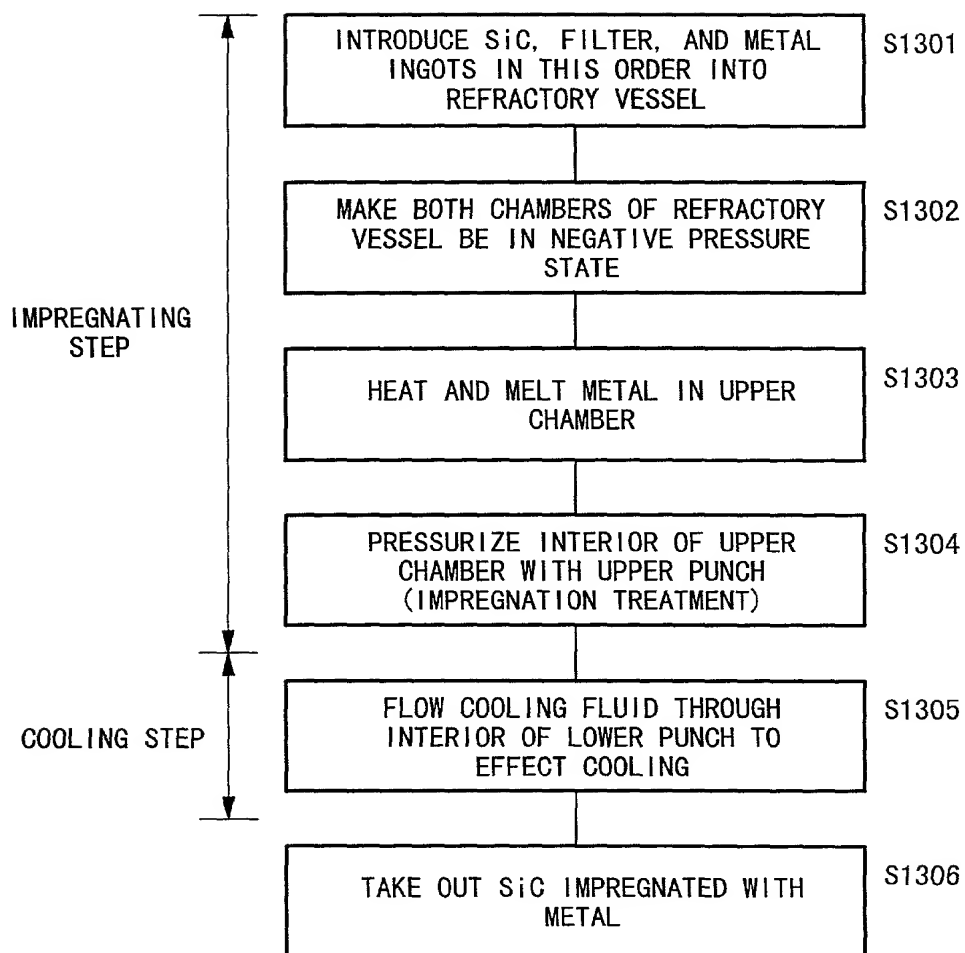 INTRODUCE SiC, FILTER, AND METAL
INGOTS IN THIS ORDER INTO
REFRACTORY VESSEL
S1301
MAKE BOTH CHAMBERS OF REFRACTORY
VESSEL BE IN NEGATIVE PRESSURE
STATE
S1302
IMPREGNATING
STEP
HEAT AND MELT METAL IN UPPER
CHAMBER
S1303
PRESSURIZE INTERIOR OF UPPER
CHAMBER WITH UPPER PUNCH
(IMPREGNATION TREATMENT)
S1304
COOLING STEP
FLOW COOLING FLUID THROUGH
INTERIOR OF LOWER PUNCH TO
EFFECT COOLING
S1305
TAKE OUT SiC IMPREGNATED WITH
METAL
S1306